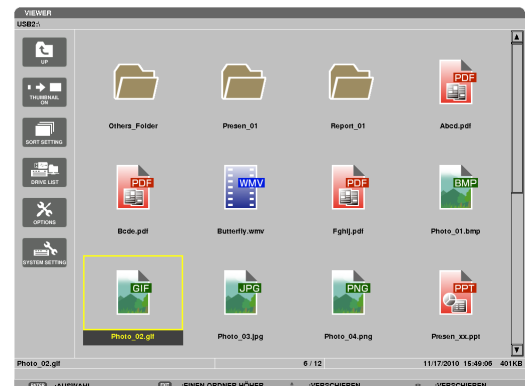 VIEWER
USB2:\
UP
THUMBNAIL
ON
SORT SETTING
DRIVE LIST
OPTIONS
SYSTEM SETTING
Others_Folder
Presen_01
Report_01
PDF
Abcd.pdf
PDF
Bcde.pdf
WMV
Butterfly.wmv
PDF
Fghij.pdf
BMP
Photo_01.bmp
GIF
Photo_02.gif
JPG
Photo_03.jpg
PNG
Photo_04.png
PPT
Presen_xx.ppt
Photo_02.gif 6 / 12 11/17/2010 15:49:06 401KB
:AUSWAHL :EINEN ORDNER HÖHER :VERSCHIEBEN :VERSCHIEBEN